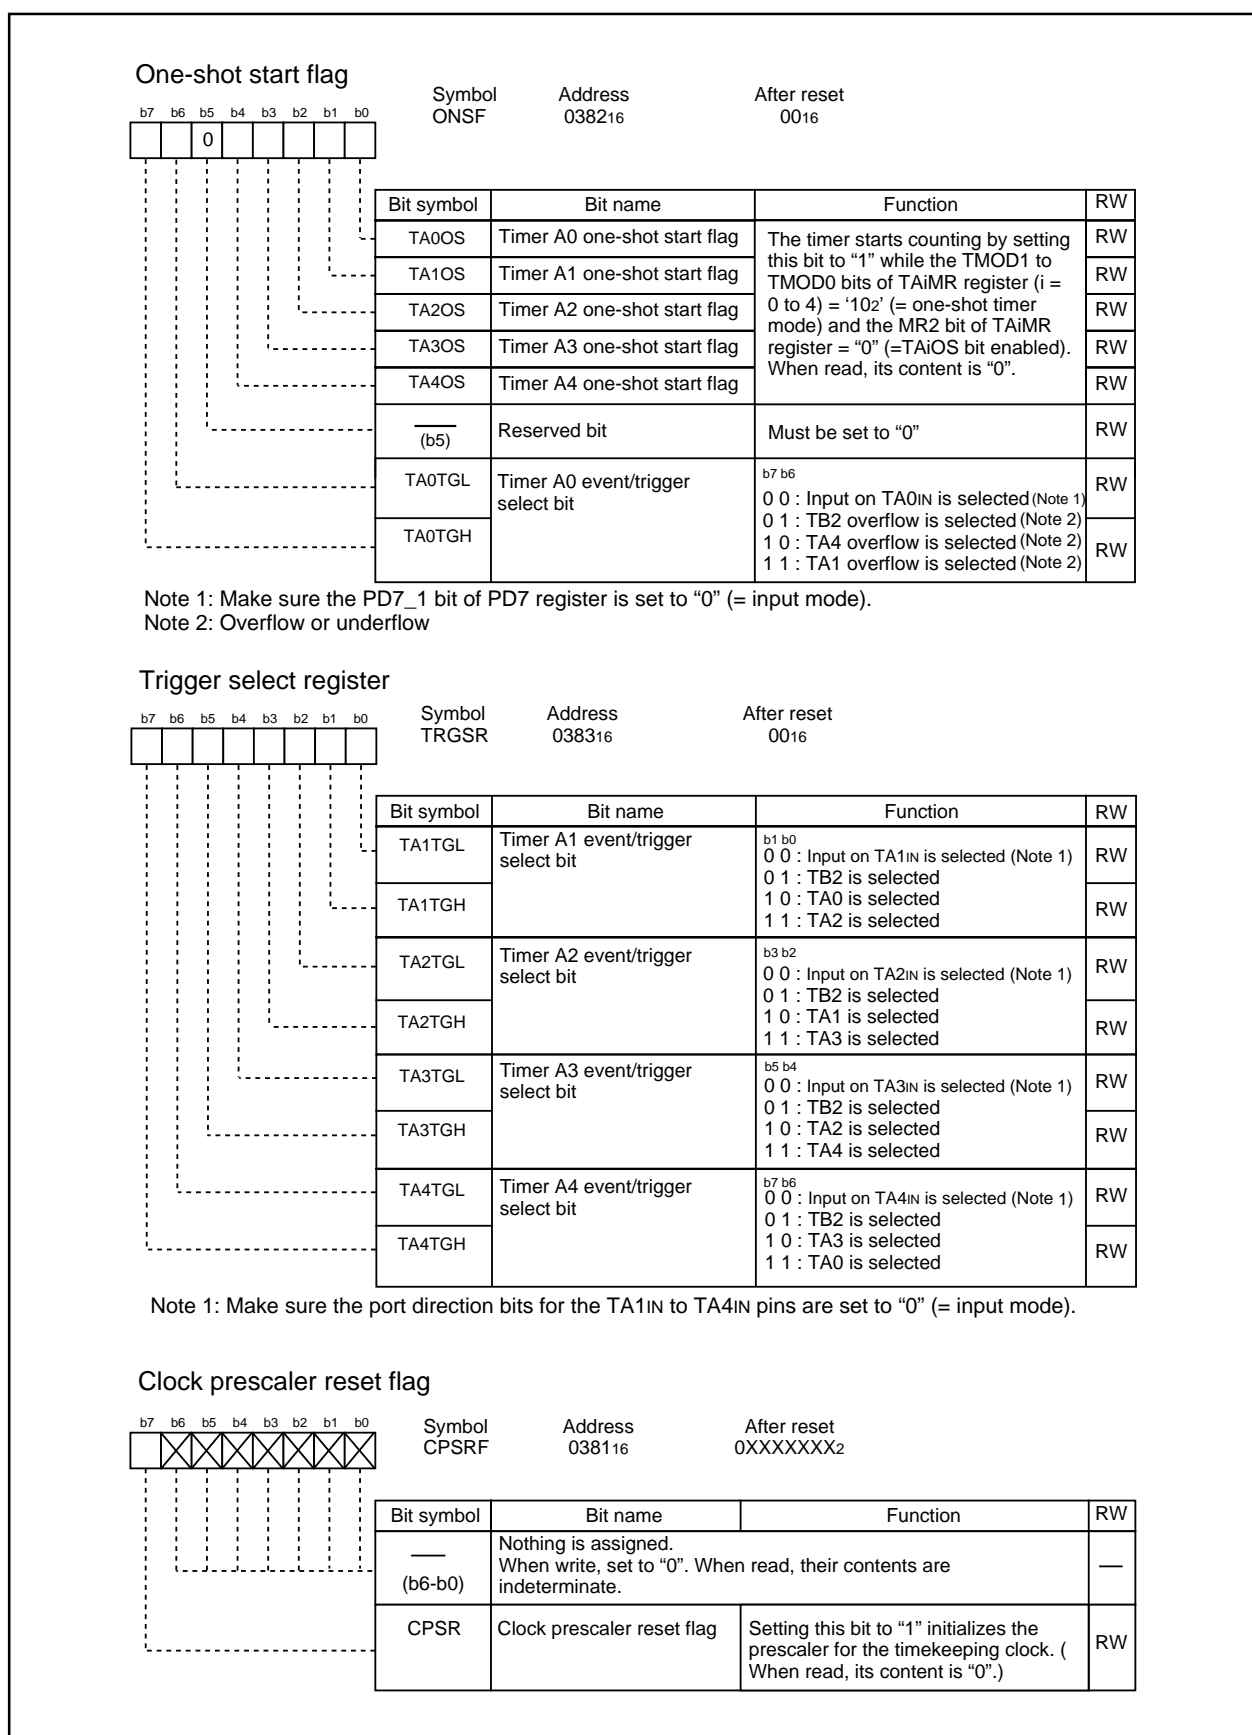 One-shot start flag
Symbol Address After reset
ONSF 038216 0016
b7 b6 b5 b4 b3 b2 b1 b0
0
Bit symbol Bit name Function RW
TA0OS Timer A0 one-shot start flag RW
TA1OS Timer A1 one-shot start flag RW
TA2OS Timer A2 one-shot start flag RW
TA3OS Timer A3 one-shot start flag RW
TA4OS Timer A4 one-shot start flag RW
The timer starts counting by setting
this bit to “1” while the TMOD1 to
TMOD0 bits of TAiMR register (i =
0 to 4) = ‘102’ (= one-shot timer
mode) and the MR2 bit of TAiMR
register = “0” (=TAiOS bit enabled).
When read, its content is “0”.
(b5) Reserved bit Must be set to “0” RW
TA0TGL Timer A0 event/trigger RW
select bit
TA0TGH RW
b7 b6
0 0 : Input on TA0IN is selected (Note 1)
0 1 : TB2 overflow is selected (Note 2)
1 0 : TA4 overflow is selected (Note 2)
1 1 : TA1 overflow is selected (Note 2)
Note 1: Make sure the PD7_1 bit of PD7 register is set to “0” (= input mode).
Note 2: Overflow or underflow
Trigger select register
Symbol Address After reset
TRGSR 038316 0016
b7 b6 b5 b4 b3 b2 b1 b0
Bit symbol Bit name Function RW
TA1TGL Timer A1 event/trigger RW
select bit
TA1TGH RW
b1 b0
0 0 : Input on TA1IN is selected (Note 1)
0 1 : TB2 is selected
1 0 : TA0 is selected
1 1 : TA2 is selected
TA2TGL Timer A2 event/trigger RW
select bit
TA2TGH RW
b3 b2
0 0 : Input on TA2IN is selected (Note 1)
0 1 : TB2 is selected
1 0 : TA1 is selected
1 1 : TA3 is selected
TA3TGL Timer A3 event/trigger RW
select bit
TA3TGH RW
b5 b4
0 0 : Input on TA3IN is selected (Note 1)
0 1 : TB2 is selected
1 0 : TA2 is selected
1 1 : TA4 is selected
TA4TGL Timer A4 event/trigger RW
select bit
TA4TGH RW
b7 b6
0 0 : Input on TA4IN is selected (Note 1)
0 1 : TB2 is selected
1 0 : TA3 is selected
1 1 : TA0 is selected
Note 1: Make sure the port direction bits for the TA1IN to TA4IN pins are set to “0” (= input mode).
Clock prescaler reset flag
Symbol Address After reset
CPSRF 038116 0XXXXXXX2
b7 b6 b5 b4 b3 b2 b1 b0
Bit symbol Bit name Function RW
(b6-b0)
Nothing is assigned.
When write, set to “0”. When read, their contents are
indeterminate.
—
CPSR Clock prescaler reset flag RW
Setting this bit to “1” initializes the
prescaler for the timekeeping clock. (
When read, its content is “0”.)